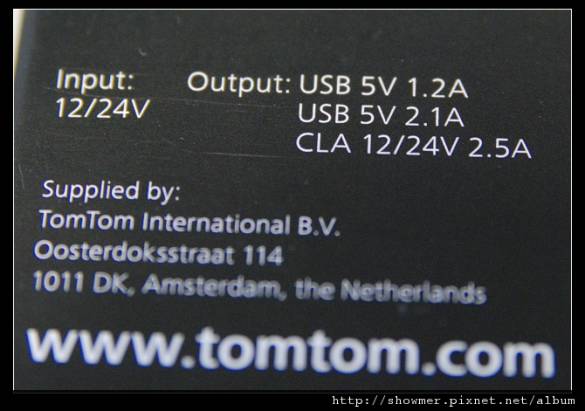 Input: Output: USB 5V 1.2A
12/24V USB 5V 2.1A
CLA 12/24V 2.5A
Supplied by:
TomTom International B.V.
Oosterdoksstraat 114
1011 DK, Amsterdam, the Netherlands
www.tomtom.com
http://showmer.pixnet.net/album